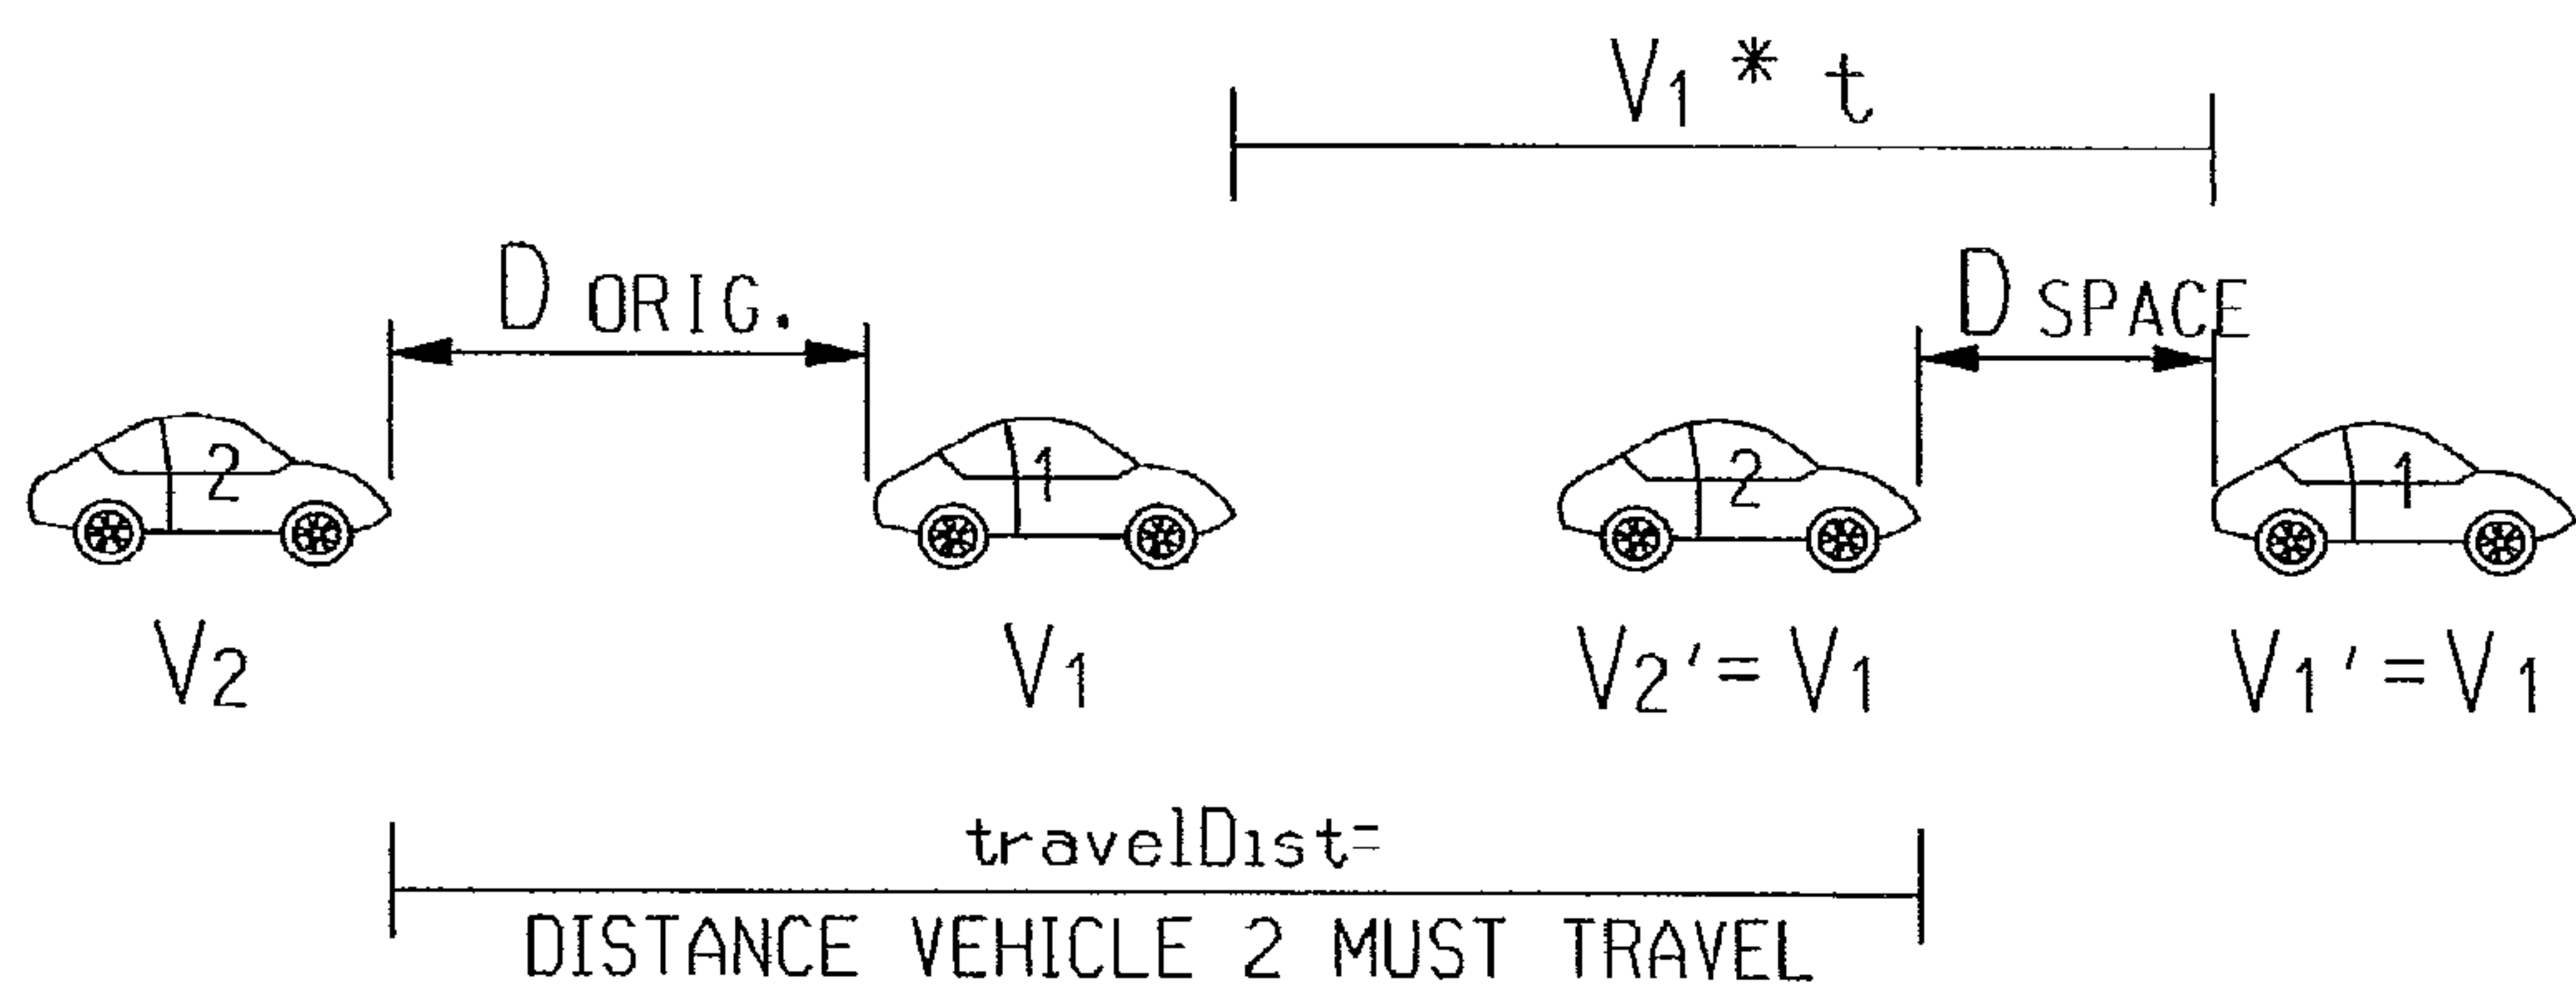 V1 * t
D ORIG.
D SPACE
2
1
2
1
V2
V1
V2'=V1
V1'=V1
travelDist=
DISTANCE VEHICLE 2 MUST TRAVEL